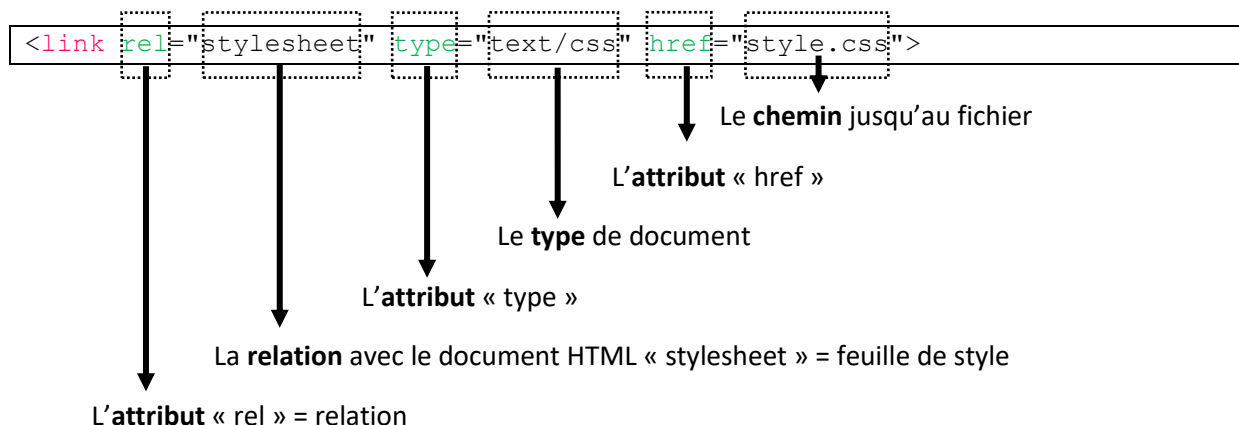 <link rel="stylesheet" type="text/css" href="style.css">
Le chemin jusqu’au fichier
L’attribut « href »
Le type de document
L’attribut « type »
La relation avec le document HTML « stylesheet » = feuille de style
L’attribut « rel » = relation